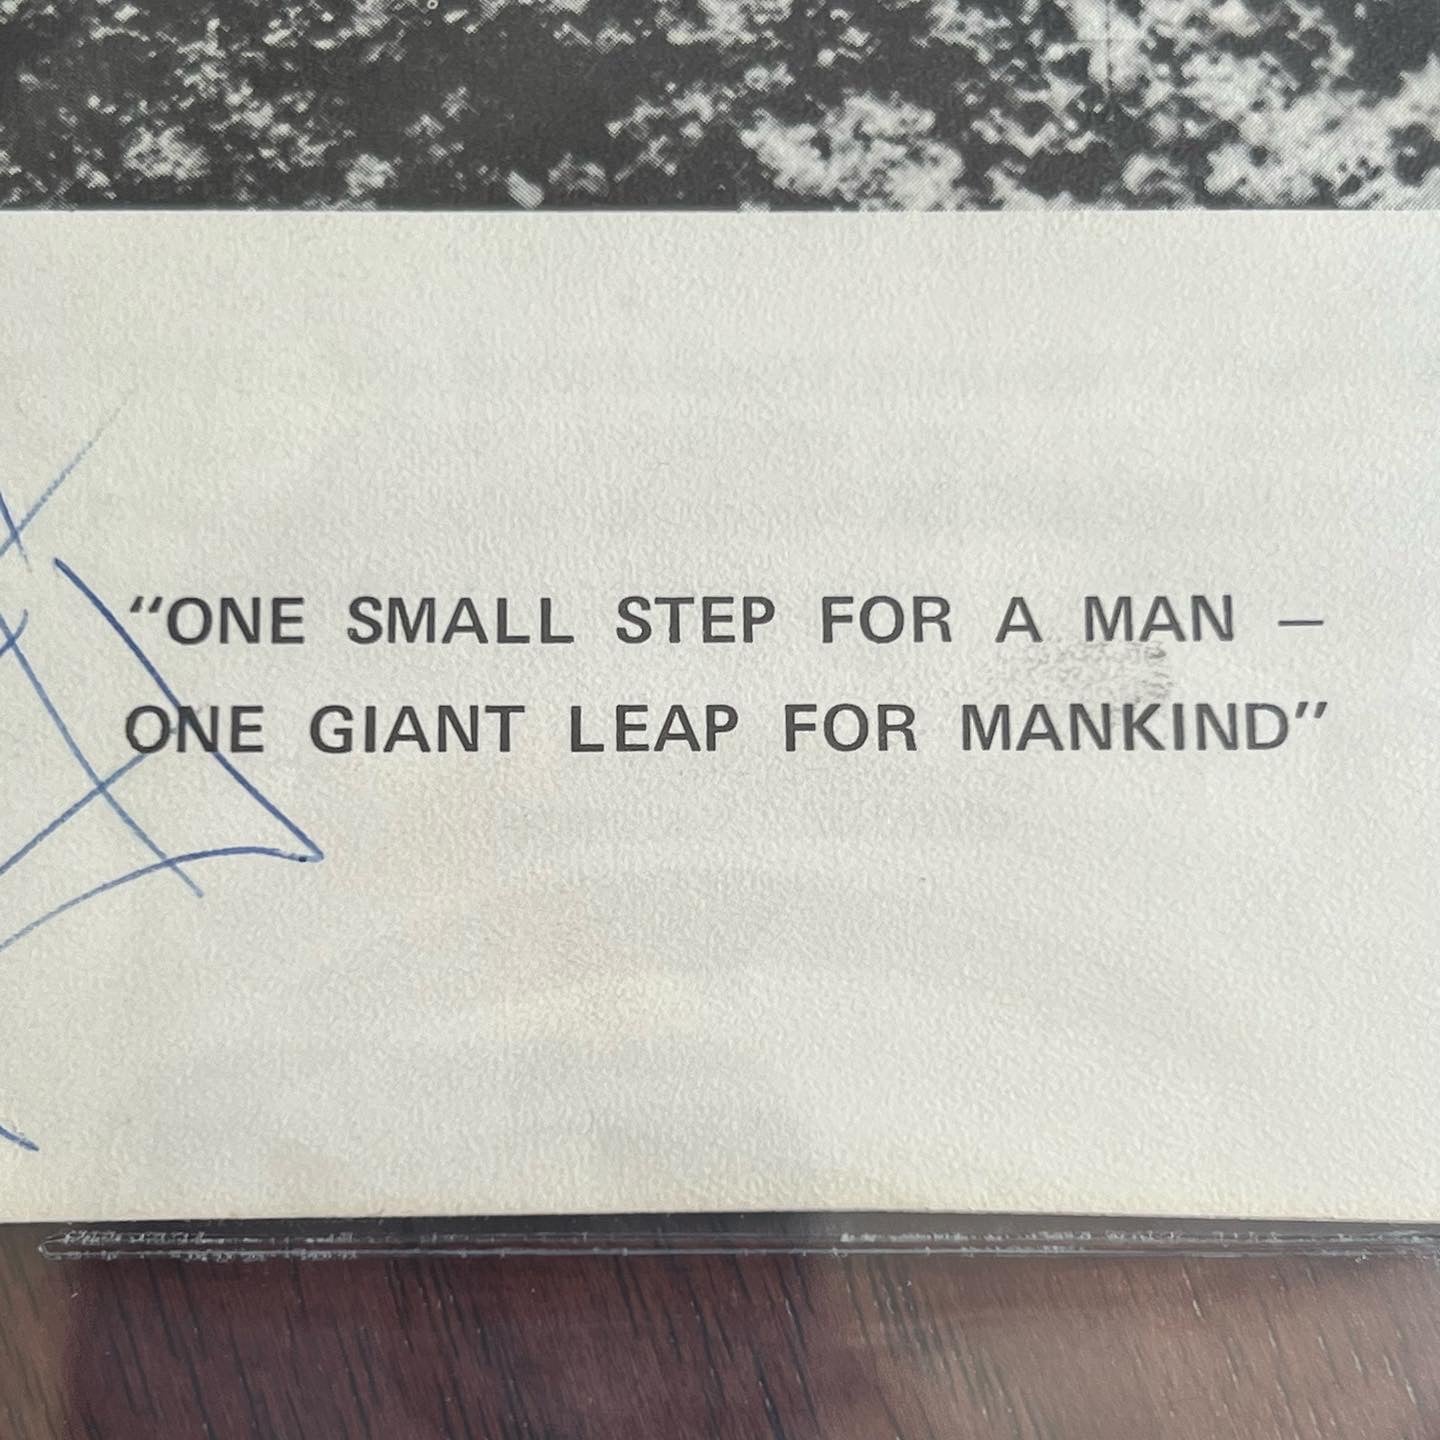 “ONE SMALL STEP FOR A MAN —
ONE GIANT LEAP FOR MANKIND”